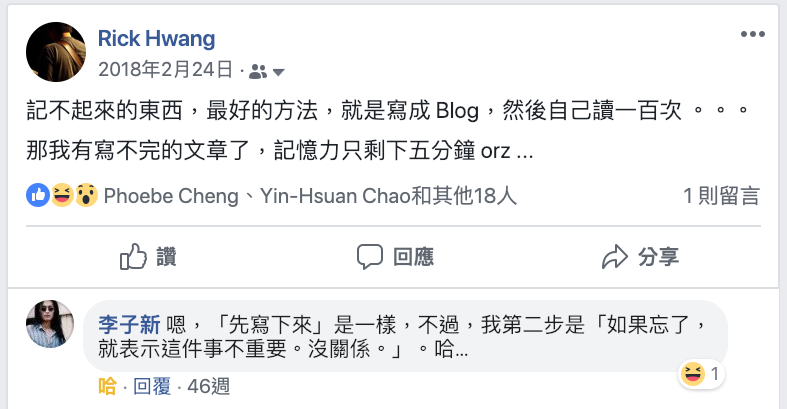 Rick Hwang
2018年2月24日 ·
記不起來的東西，最好的方法，就是寫成 Blog，然後自己讀一百次 。。。
那我有寫不完的文章了，記憶力只剩下五分鐘 orz ...
Phoebe Cheng、Yin-Hsuan Chao和其他18人 1 則留言
讚 回應 分享
李子新 嗯，「先寫下來」是一樣，不過，我第二步是「如果忘了，
就表示這件事不重要。沒關係。」。哈...
1
哈 · 回覆 · 46週